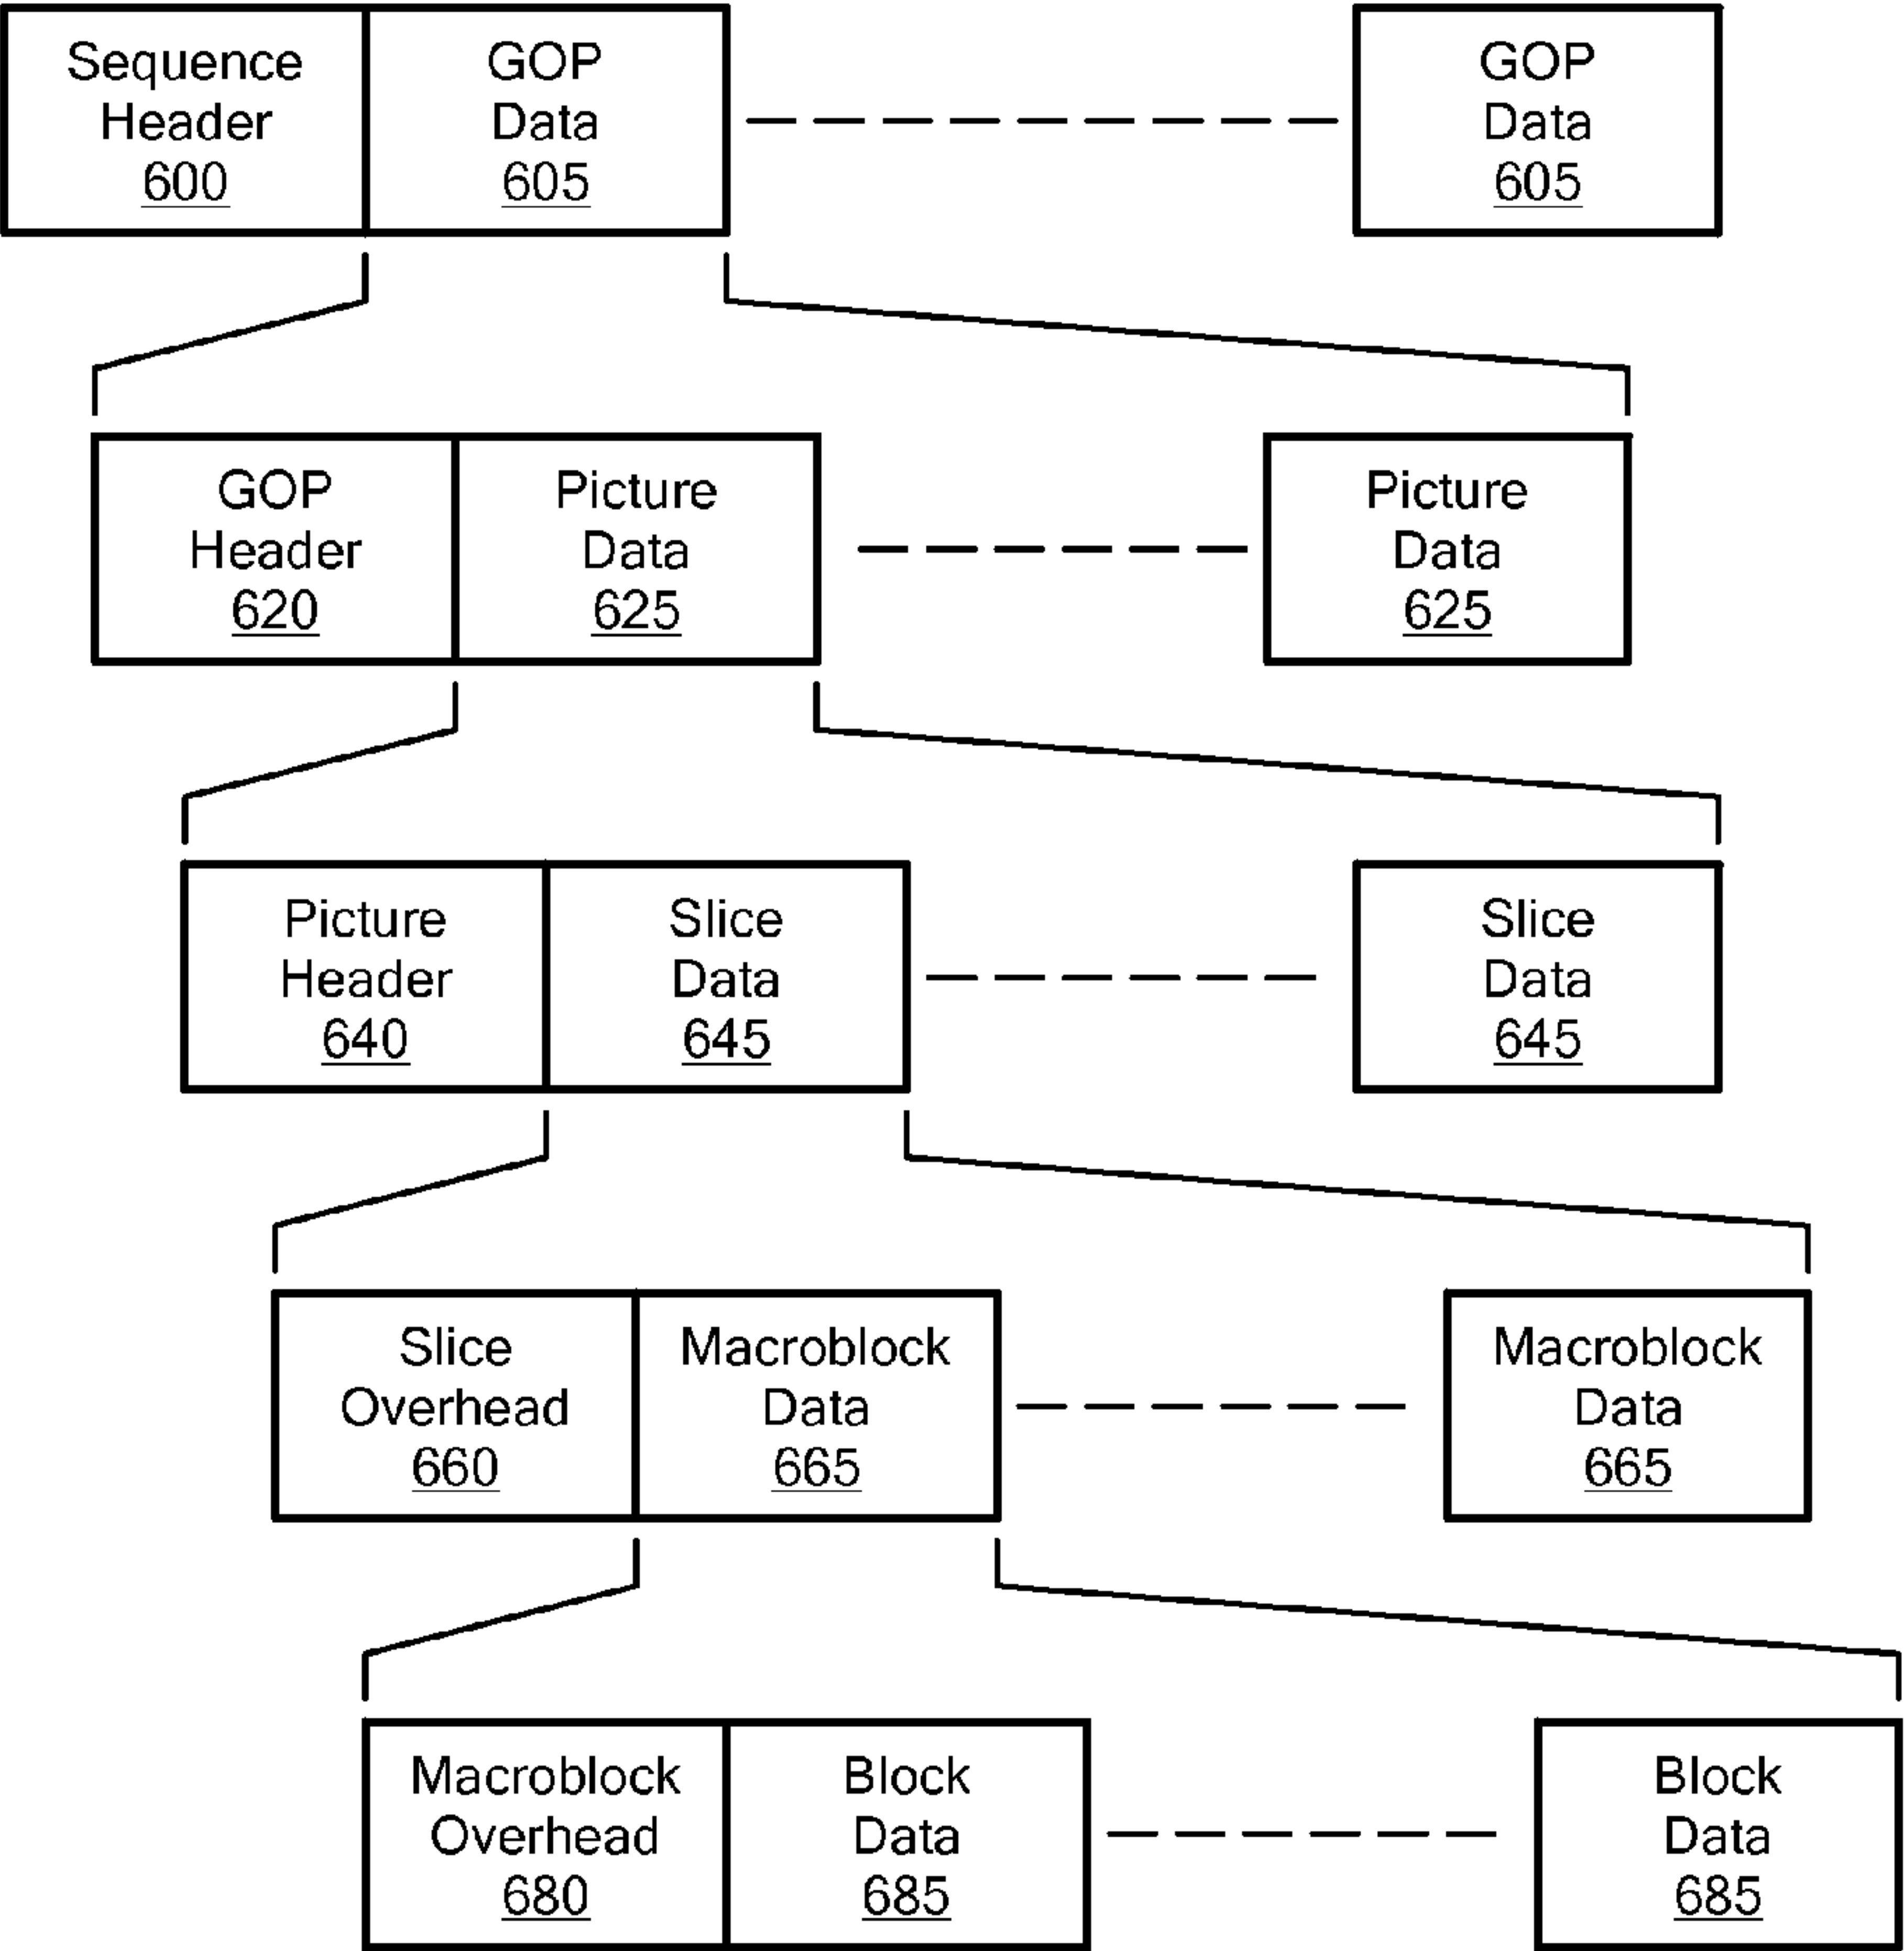 Sequence
Header
600
GOP
Data
605
GOP
Data
605
GOP
Header
620
Picture
Data
625
Picture
Data
625
Picture
Header
640
Slice
Data
645
Slice
Data
645
Slice
Overhead
660
Macroblock
Data
665
Macroblock
Data
665
Macroblock
Overhead
680
Block
Data
685
Block
Data
685